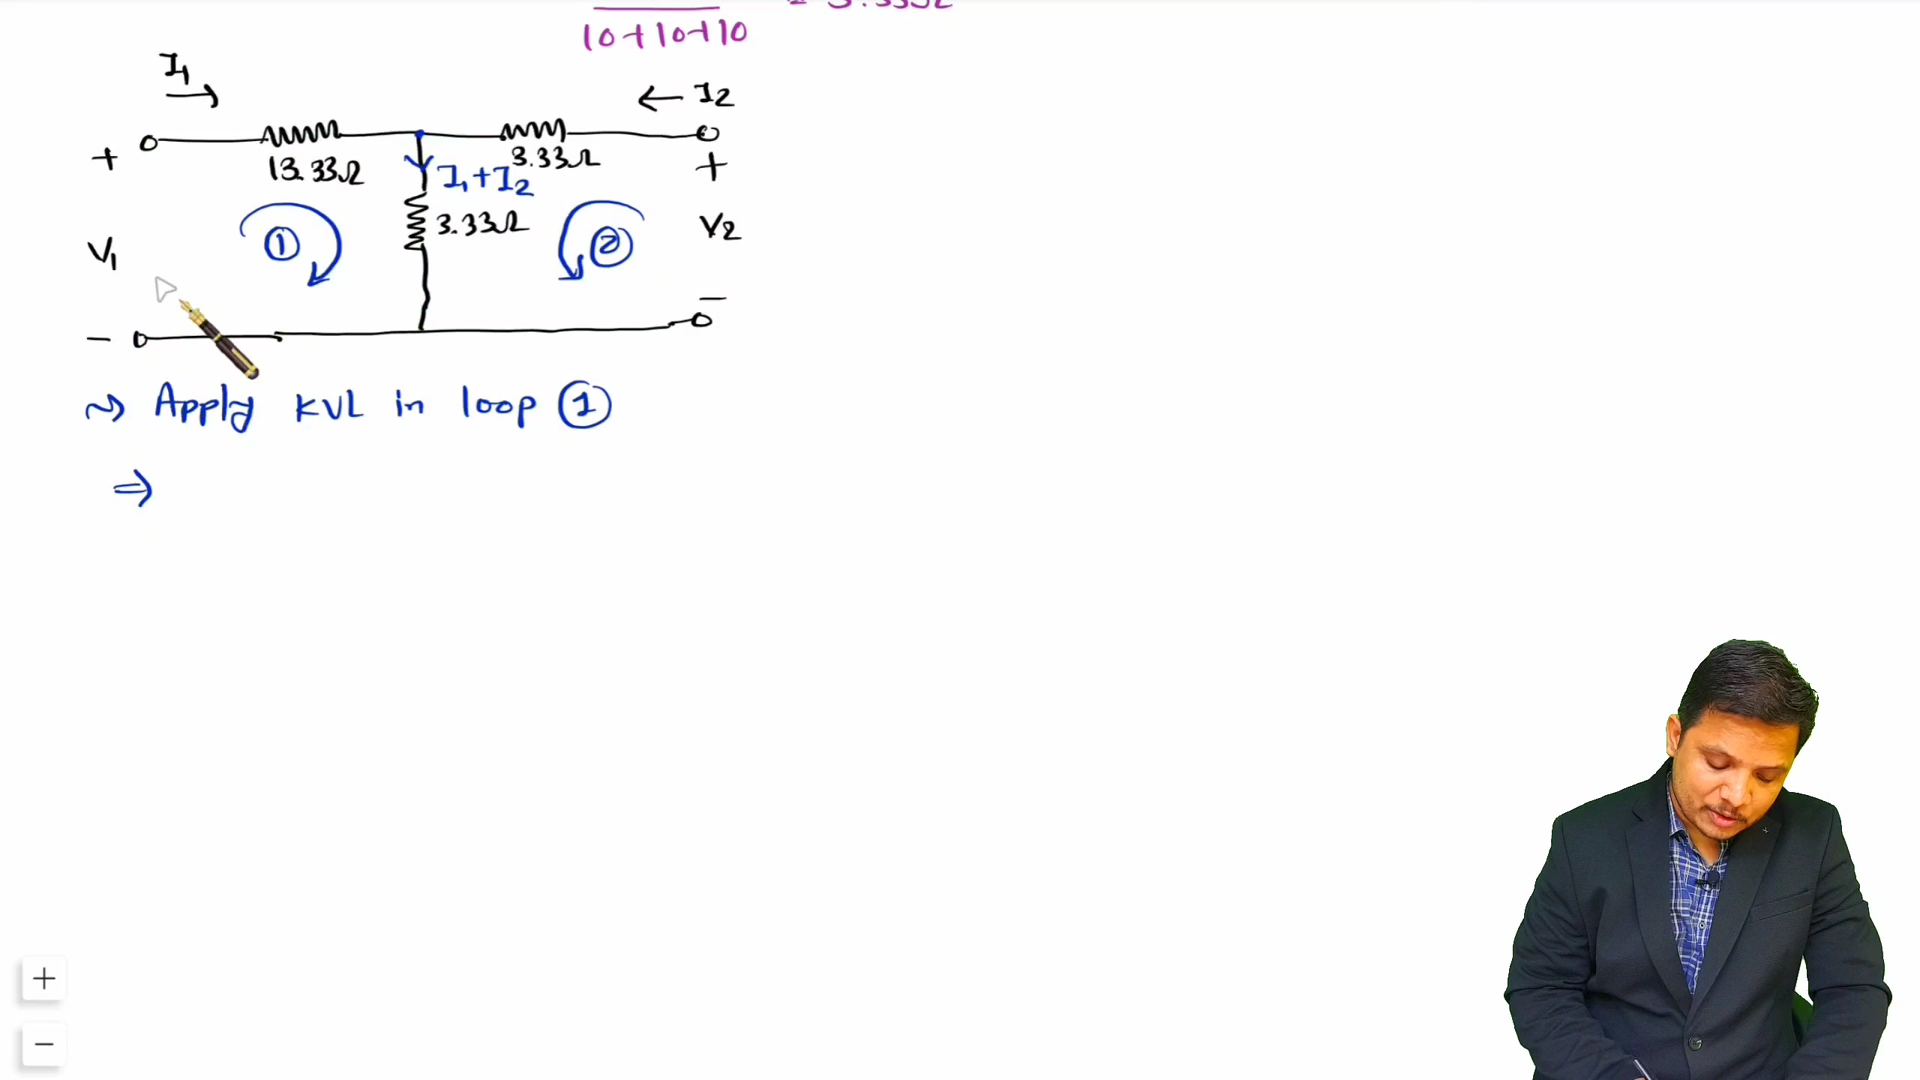 10+10+10
I1
I2
+
13.33Ω
3.33Ω
+
I1+I2
3.33Ω
V1
1
2
V2
-
-
~> Apply KVL in loop 1
⇒
+
-